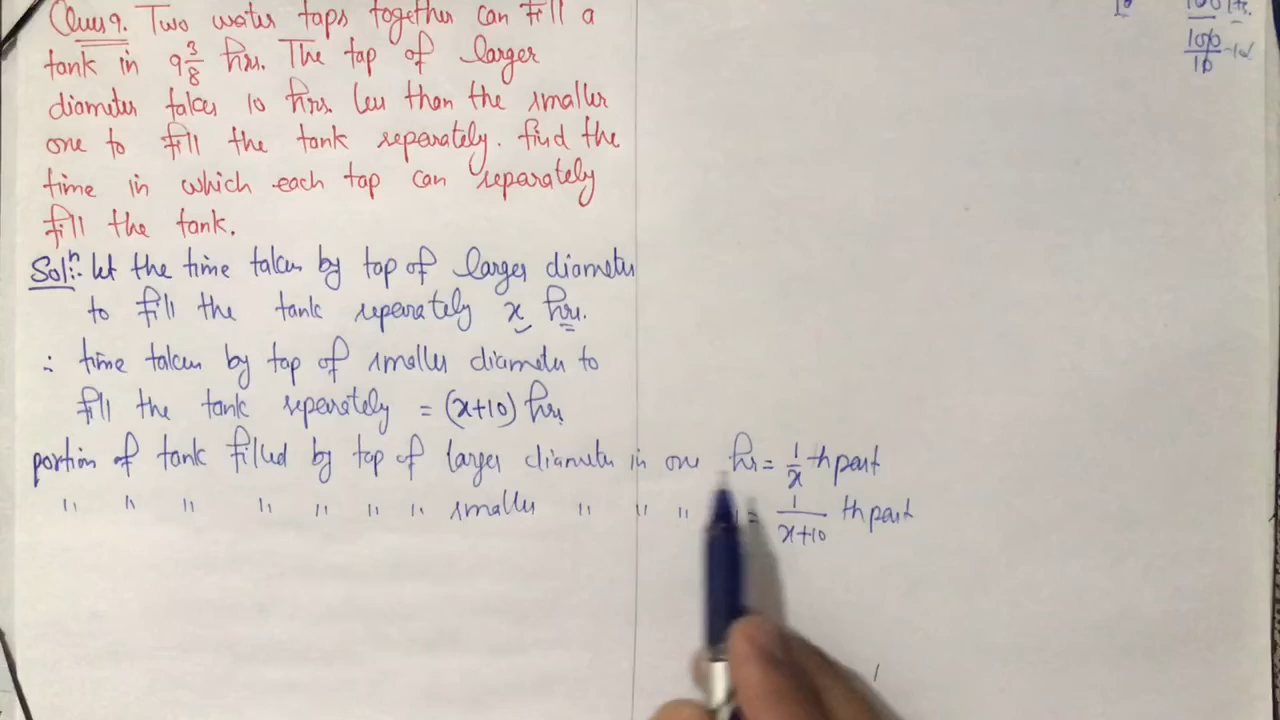 Ques 9. Two water taps together can fill a
tank in 9 3/8 hrs. The tap of larger
diameter takes 10 hrs. less than the smaller
one to fill the tank seperately. find the
time in which each tap can seperately
fill the tank.
Solⁿ:- let the time taken by tap of larger diameter
to fill the tank seperately x hrs.
∴ time taken by tap of smaller diameter to
fill the tank seperately = (x+10) hrs
portion of tank filled by tap of larger diameter in one hr = 1/x th part
" " " " " " " smaller " " " " = 1/(x+10) th part
10
100 lts.
100/10